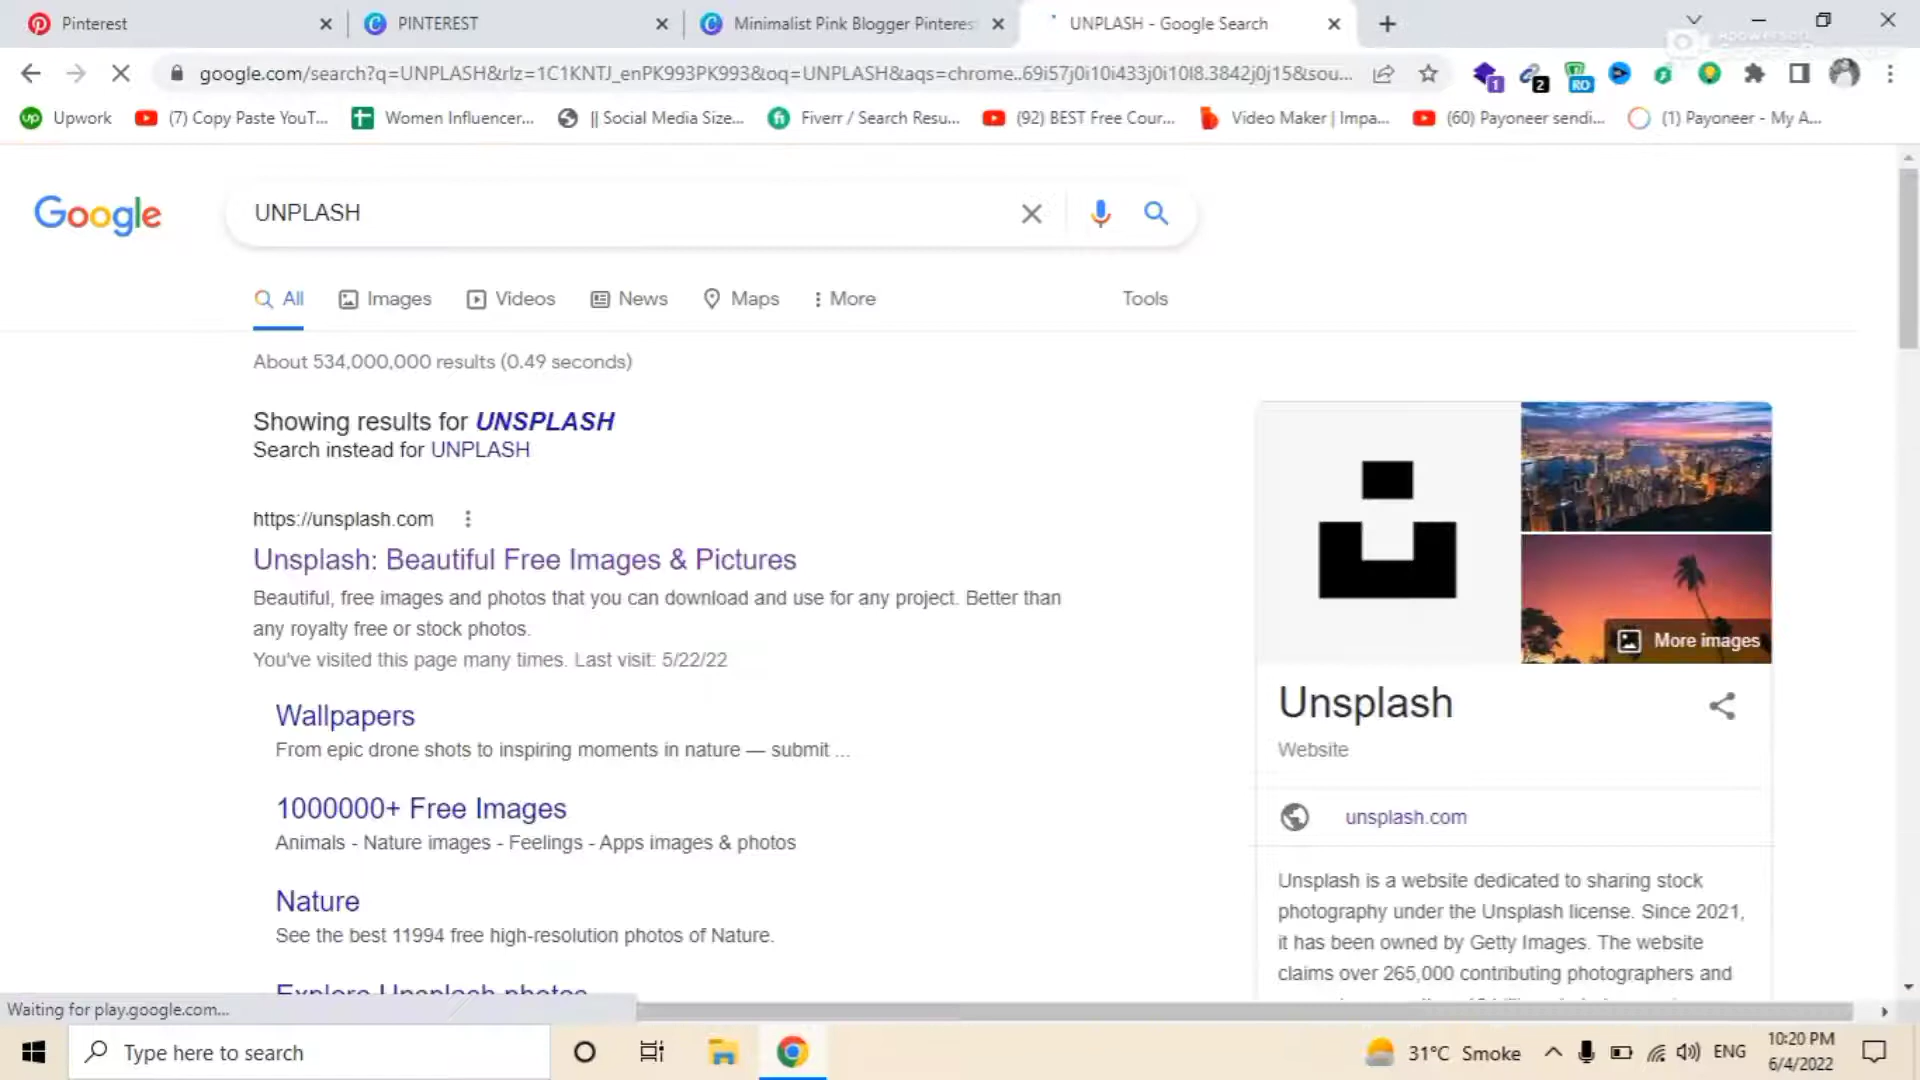 Pinterest
PINTEREST
Minimalist Pink Blogger Pinteres
UNPLASH - Google Search
google.com/search?q=UNPLASH&rlz=1C1KNTJ_enPK993PK993&oq=UNPLASH&aqs=chrome..69i57j0i10i433j0i10l8.3842j0j15&sou...
1
2
RO
Upwork
(7) Copy Paste YouT...
Women Influencer...
|| Social Media Size...
Fiverr / Search Resu...
(92) BEST Free Cour...
Video Maker | Impa...
(60) Payoneer sendi...
(1) Payoneer - My A...
Google
UNPLASH
All
Images
Videos
News
Maps
More
Tools
About 534,000,000 results (0.49 seconds)
Showing results for UNSPLASH
Search instead for UNPLASH
https://unsplash.com
Unsplash: Beautiful Free Images & Pictures
Beautiful, free images and photos that you can download and use for any project. Better than
any royalty free or stock photos.
You've visited this page many times. Last visit: 5/22/22
Wallpapers
From epic drone shots to inspiring moments in nature — submit ...
1000000+ Free Images
Animals - Nature images - Feelings - Apps images & photos
Nature
See the best 11994 free high-resolution photos of Nature.
Explore Unsplash photos
More images
Unsplash
Website
unsplash.com
Unsplash is a website dedicated to sharing stock
photography under the Unsplash license. Since 2021,
it has been owned by Getty Images. The website
claims over 265,000 contributing photographers and
Waiting for play.google.com...
Type here to search
31°C Smoke
ENG
10:20 PM
6/4/2022